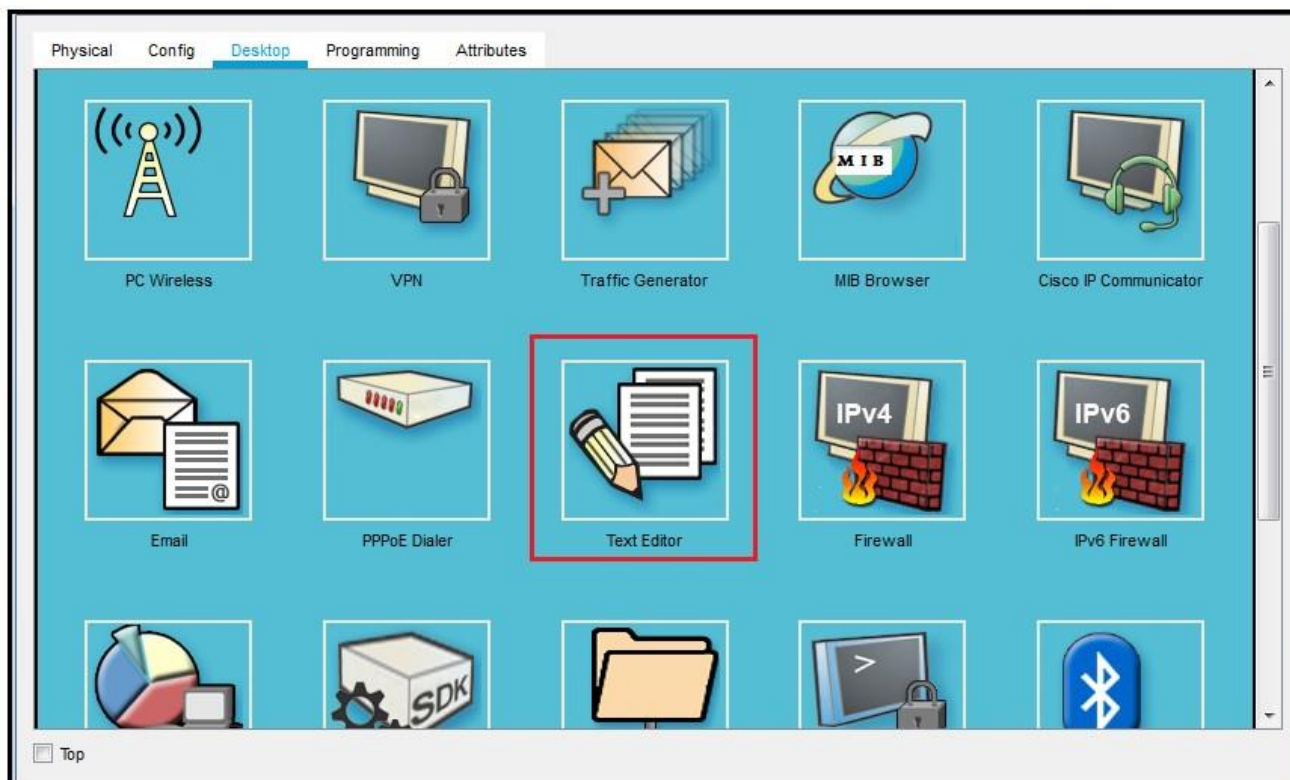 Physical Config Desktop Programming Attributes
MIB
PC Wireless VPN Traffic Generator MIB Browser Cisco IP Communicator
IPv4 IPv6
@
Email PPPoE Dialer Text Editor Firewall IPv6 Firewall
SDK >
Top